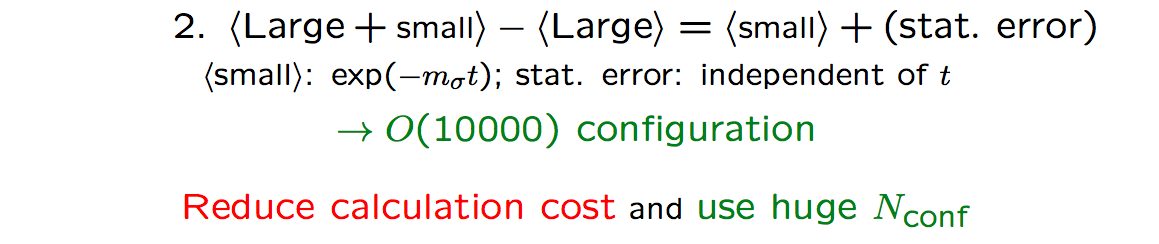 2. ⟨Large + small⟩ − ⟨Large⟩ = ⟨small⟩ + (stat. error)
⟨small⟩: exp(−m_σt); stat. error: independent of t
→ O(10000) configuration
Reduce calculation cost and use huge N_conf